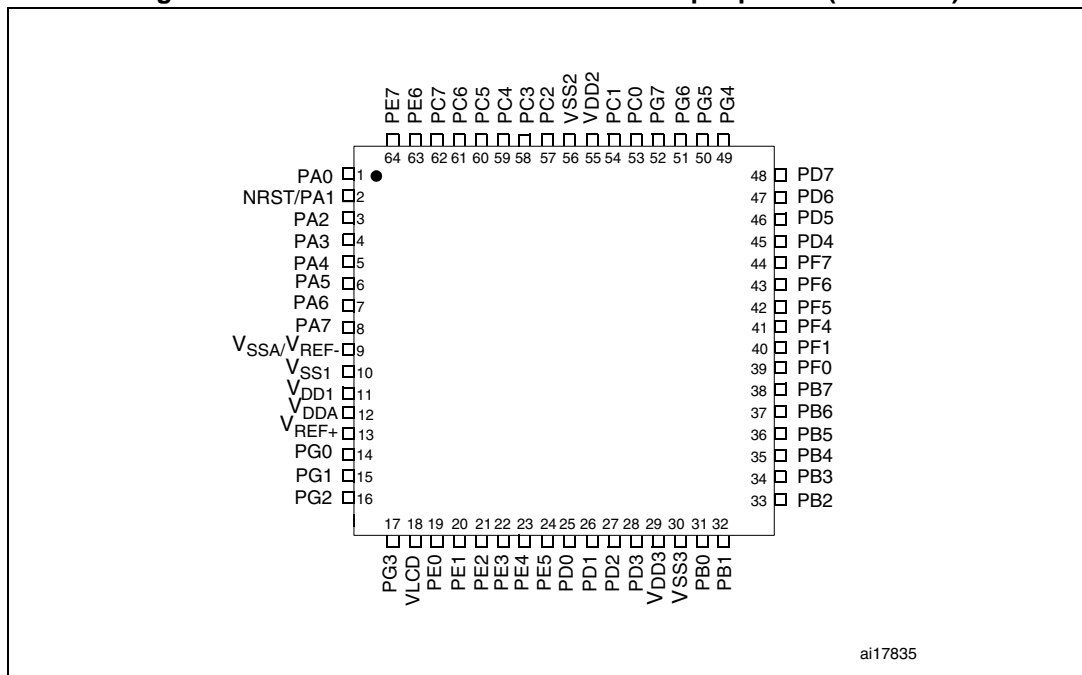 PE7 PE6 PC7 PC6 PC5 PC4 PC3 PC2 VSS2 VDD2 PC1 PC0 PG7 PG6 PG5 PG4
64 63 62 61 60 59 58 57 56 55 54 53 52 51 50 49
PA0 1
NRST/PA1 2
PA2 3
PA3 4
PA4 5
PA5 6
PA6 7
PA7 8
VSSA/VREF- 9
VSS1 10
VDD1 11
VDDA 12
VREF+ 13
PG0 14
PG1 15
PG2 16
48 PD7
47 PD6
46 PD5
45 PD4
44 PF7
43 PF6
42 PF5
41 PF4
40 PF1
39 PF0
38 PB7
37 PB6
36 PB5
35 PB4
34 PB3
33 PB2
17 18 19 20 21 22 23 24 25 26 27 28 29 30 31 32
PG3 VLCD PE0 PE1 PE2 PE3 PE4 PE5 PD0 PD1 PD2 PD3 VDD3 VSS3 PB0 PB1
ai17835